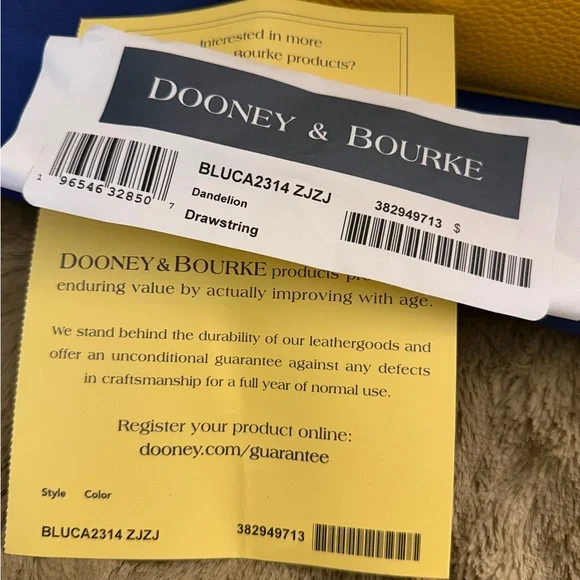 Interested in more
Bourke products?
DOONEY & BOURKE
1 96546 32850 7
BLUCA2314 ZJZJ
Dandelion
Drawstring
382949713 $
DOONEY & BOURKE products
enduring value by actually improving with age.
We stand behind the durability of our leathergoods and
offer an unconditional guarantee against any defects
in craftsmanship for a full year of normal use.
Register your product online:
dooney.com/guarantee
Style Color
BLUCA2314 ZJZJ
382949713